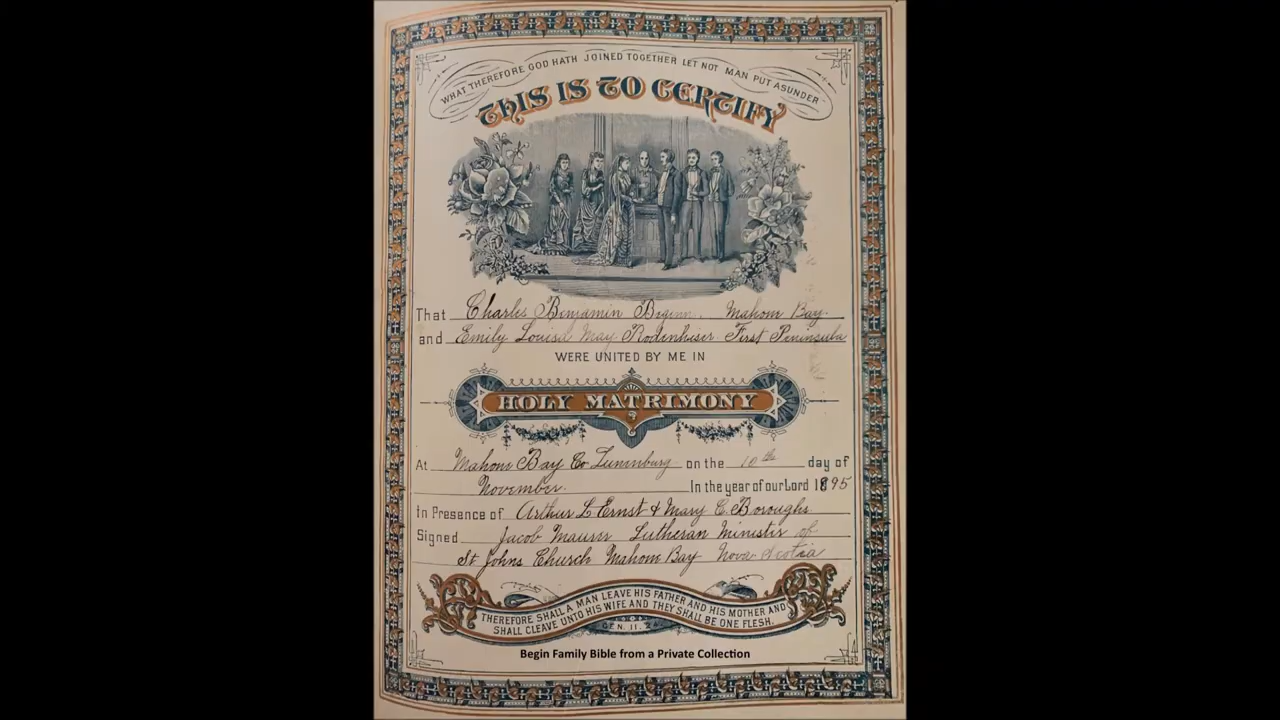 WHAT THEREFORE GOD HATH JOINED TOGETHER LET NOT MAN PUT ASUNDER
THIS IS TO CERTIFY
That Charles Benjamin Begin. Mahone Bay.
and Emily Louisa May Rodenhiser. First Peninsula
WERE UNITED BY ME IN
HOLY MATRIMONY
At Mahone Bay Co Lunenburg on the 10th day of
November. In the year of our Lord 1895
In Presence of Arthur L Ernst & Mary C. Boroughs.
Signed Jacob Maurer Lutheran Minister of
St Johns Church Mahone Bay Nova Scotia
THEREFORE SHALL A MAN LEAVE HIS FATHER AND HIS MOTHER AND
SHALL CLEAVE UNTO HIS WIFE AND THEY SHALL BE ONE FLESH.
GEN. 11. 24.
Begin Family Bible from a Private Collection